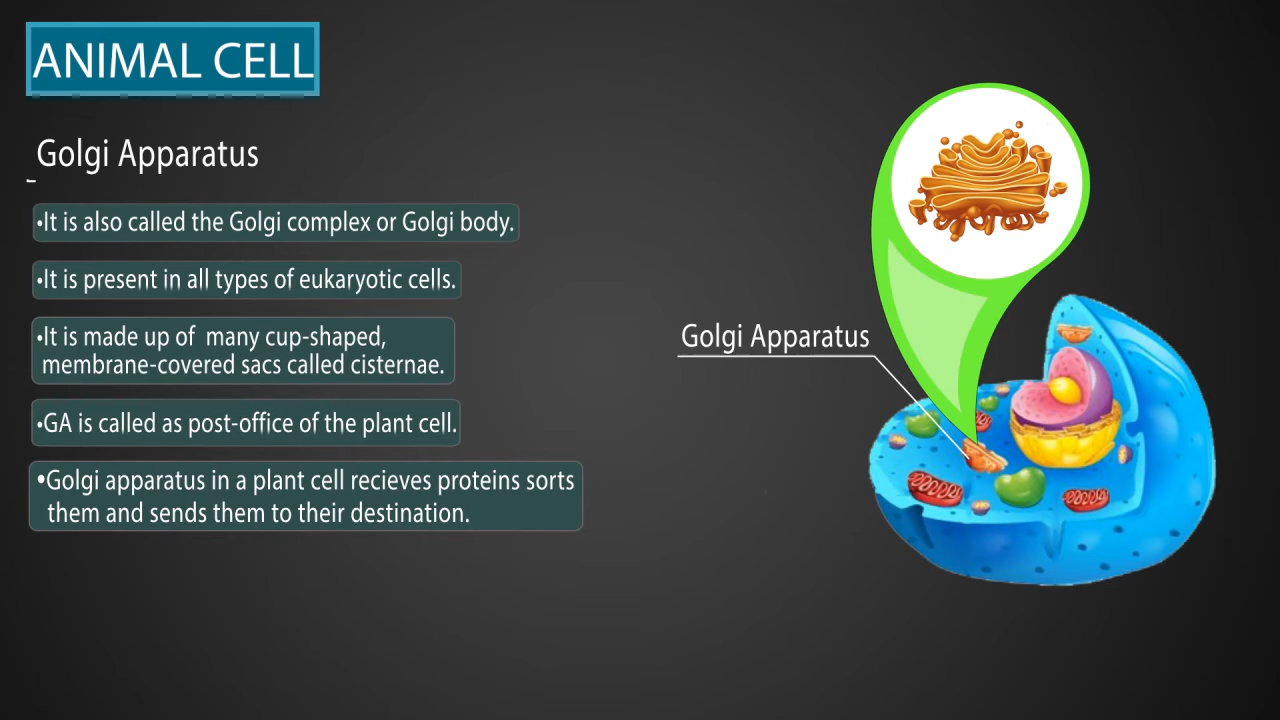 ANIMAL CELL
Golgi Apparatus
•It is also called the Golgi complex or Golgi body.
•It is present in all types of eukaryotic cells.
•It is made up of  many cup-shaped,
membrane-covered sacs called cisternae.
•GA is called as post-office of the plant cell.
•Golgi apparatus in a plant cell recieves proteins sorts
them and sends them to their destination.
Golgi Apparatus